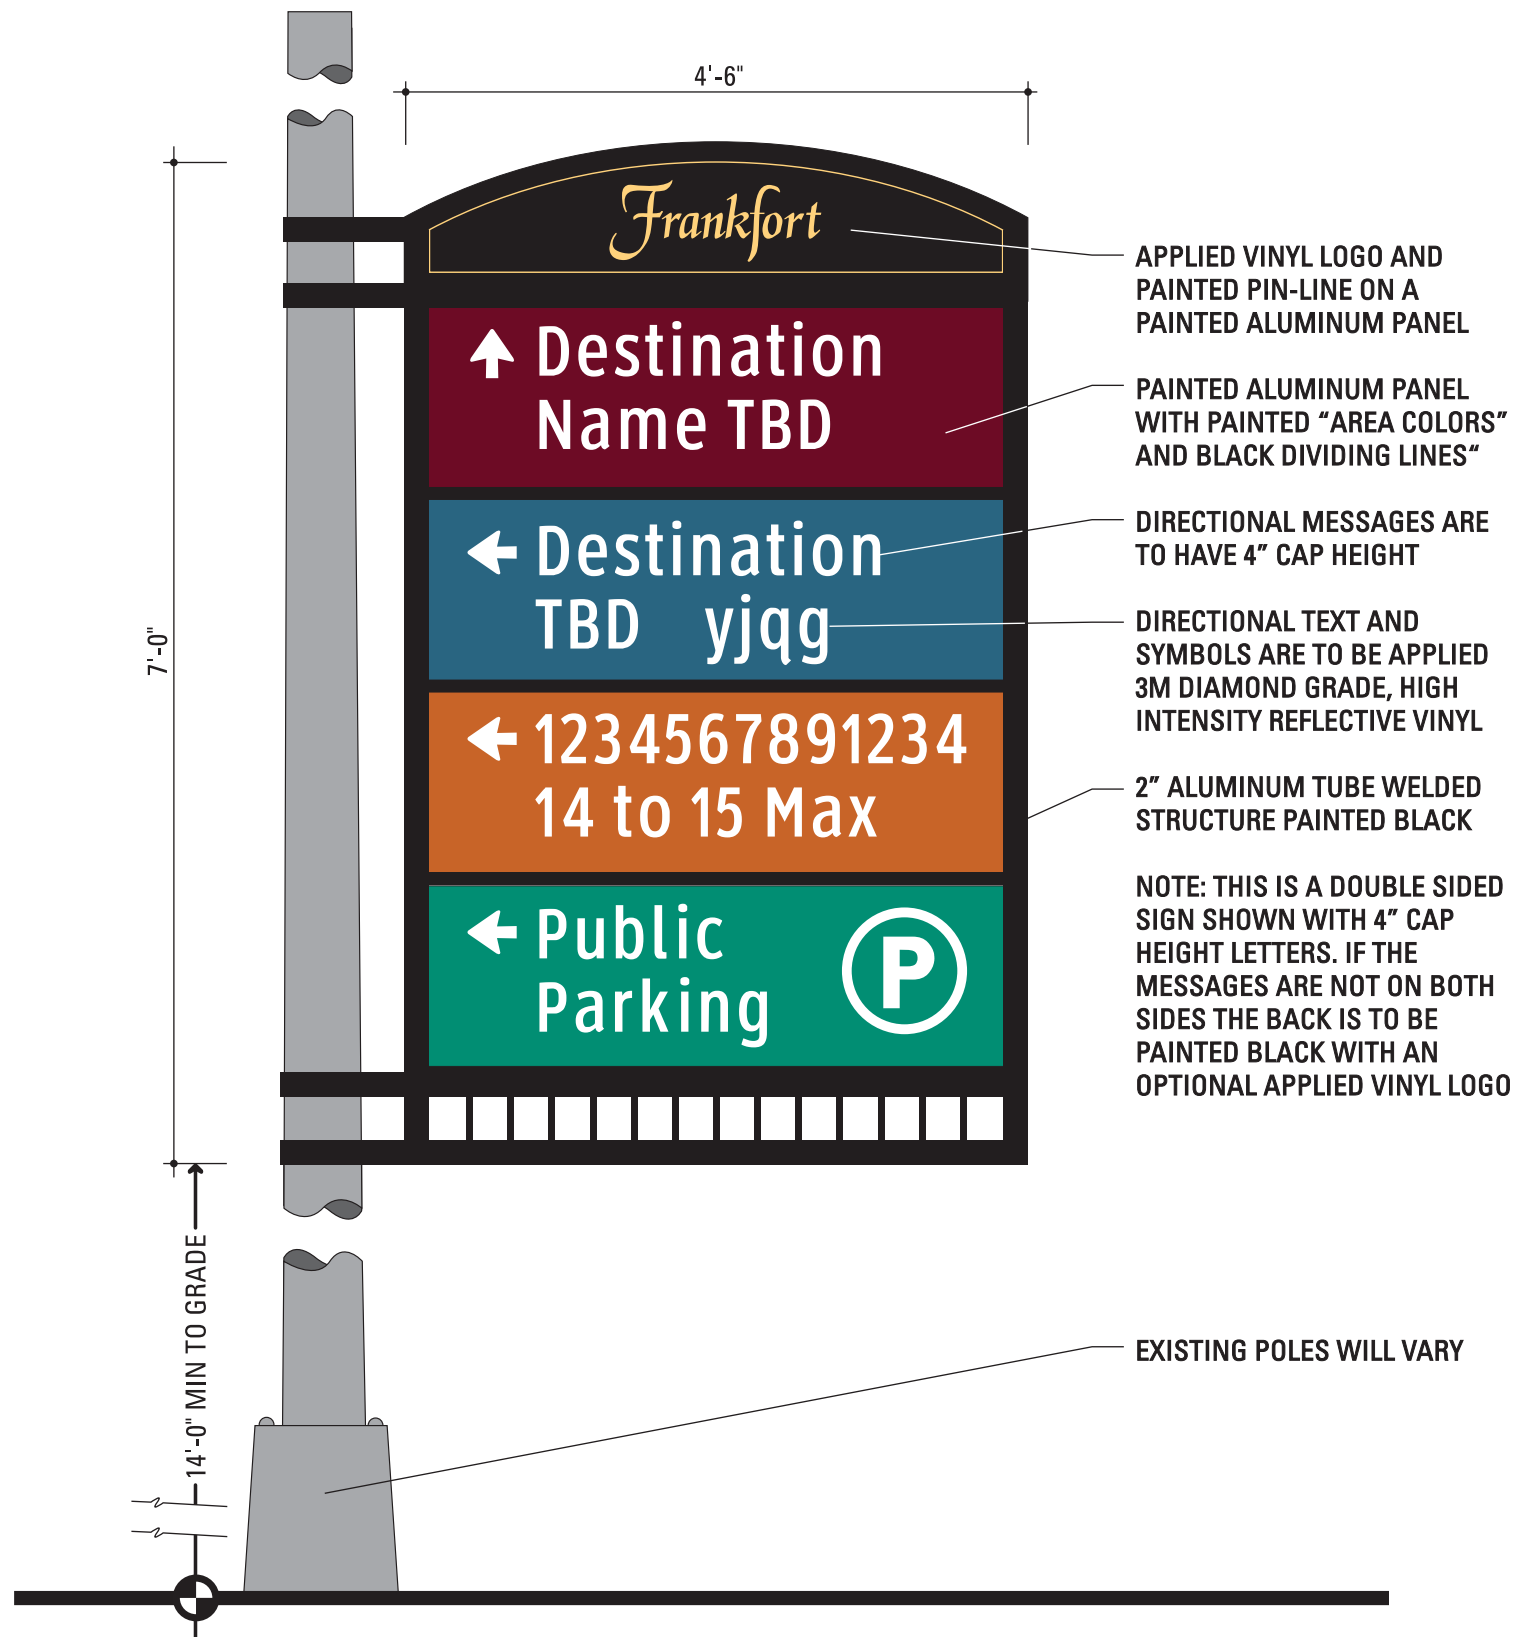 4'-6"
Frankfort
Destination
Name TBD
Destination
TBD yjqg
1234567891234
14 to 15 Max
Public
Parking
P
7'-0"
14'-0" MIN TO GRADE
APPLIED VINYL LOGO AND
PAINTED PIN-LINE ON A
PAINTED ALUMINUM PANEL
PAINTED ALUMINUM PANEL
WITH PAINTED “AREA COLORS”
AND BLACK DIVIDING LINES“
DIRECTIONAL MESSAGES ARE
TO HAVE 4” CAP HEIGHT
DIRECTIONAL TEXT AND
SYMBOLS ARE TO BE APPLIED
3M DIAMOND GRADE, HIGH
INTENSITY REFLECTIVE VINYL
2” ALUMINUM TUBE WELDED
STRUCTURE PAINTED BLACK
NOTE: THIS IS A DOUBLE SIDED
SIGN SHOWN WITH 4” CAP
HEIGHT LETTERS. IF THE
MESSAGES ARE NOT ON BOTH
SIDES THE BACK IS TO BE
PAINTED BLACK WITH AN
OPTIONAL APPLIED VINYL LOGO
EXISTING POLES WILL VARY